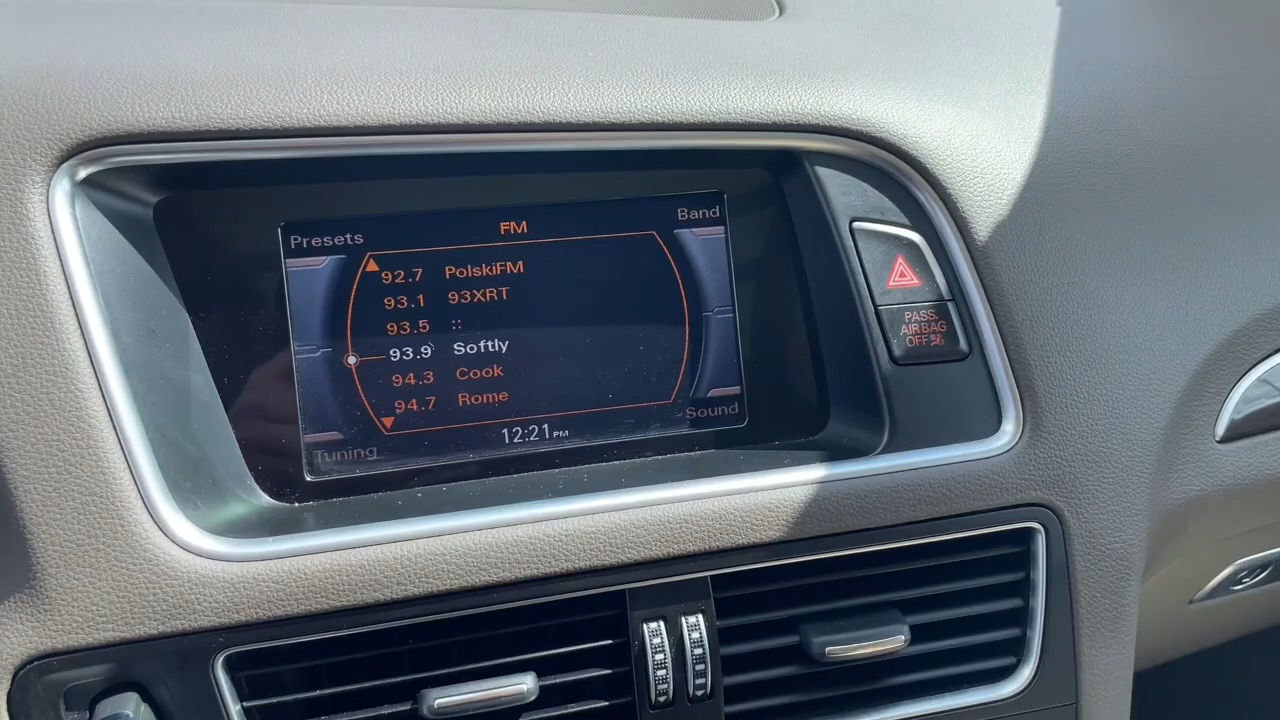 Presets
FM
Band
92.7 PolskiFM
93.1 93XRT
93.5 ::
93.9 Softly
94.3 Cook
94.7 Rome
Tuning
12:21 PM
Sound
PASS.
AIR BAG
OFF